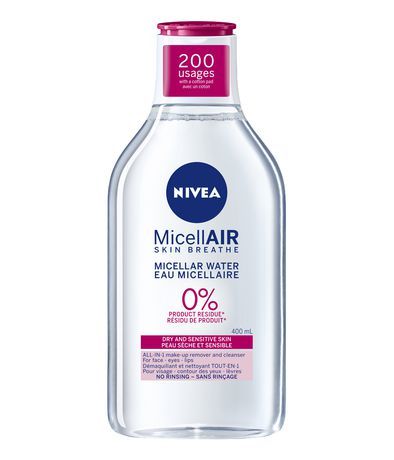 200
usages
with a cotton pad
avec un coton
NIVEA
MicellAIR
SKIN BREATHE
MICELLAR WATER
EAU MICELLAIRE
0%
PRODUCT RESIDUE*
RÉSIDU DE PRODUIT*
400 mL
DRY AND SENSITIVE SKIN
PEAU SÈCHE ET SENSIBLE
ALL-IN-1 make-up remover and cleanser
For face - eyes - lips
Démaquillant et nettoyant TOUT-EN-1
Pour visage - contour des yeux - lèvres
NO RINSING – SANS RINÇAGE